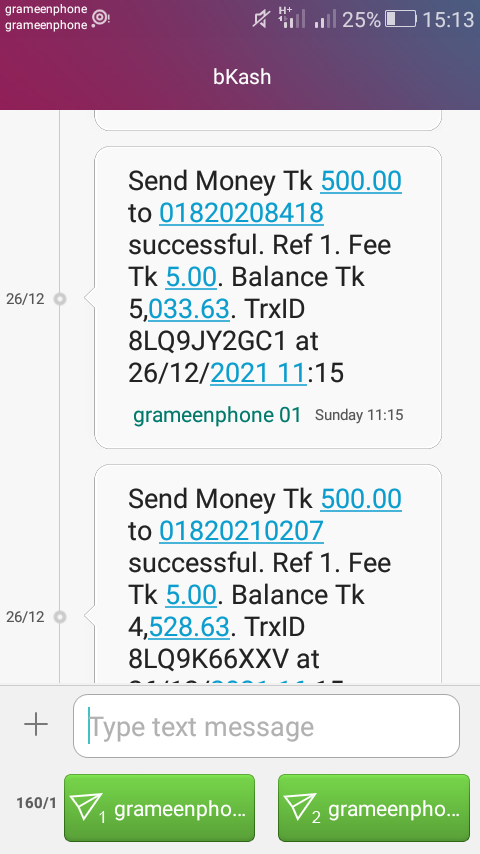 grameenphone
grameenphone
H+
25% 15:13
bKash
Send Money Tk 500.00
to 01820208418
successful. Ref 1. Fee
Tk 5.00. Balance Tk
5,033.63. TrxID
8LQ9JY2GC1 at
26/12/2021 11:15
26/12
grameenphone 01 Sunday 11:15
Send Money Tk 500.00
to 01820210207
successful. Ref 1. Fee
Tk 5.00. Balance Tk
26/12
4,528.63. TrxID
8LQ9K66XXV at
Type text message
160/1
1 grameenpho...
2 grameenpho...